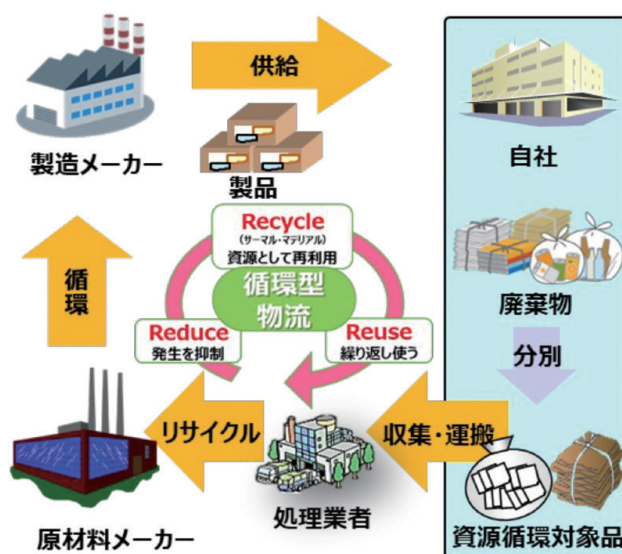 供給
製造メーカー
製品
自社
Recycle
(サーマル・マテリアル)
資源として再利用
循環型
物流
Reduce
発生を抑制
Reuse
繰り返し使う
循環
廃棄物
分別
リサイクル
収集・運搬
原材料メーカー
処理業者
資源循環対象品